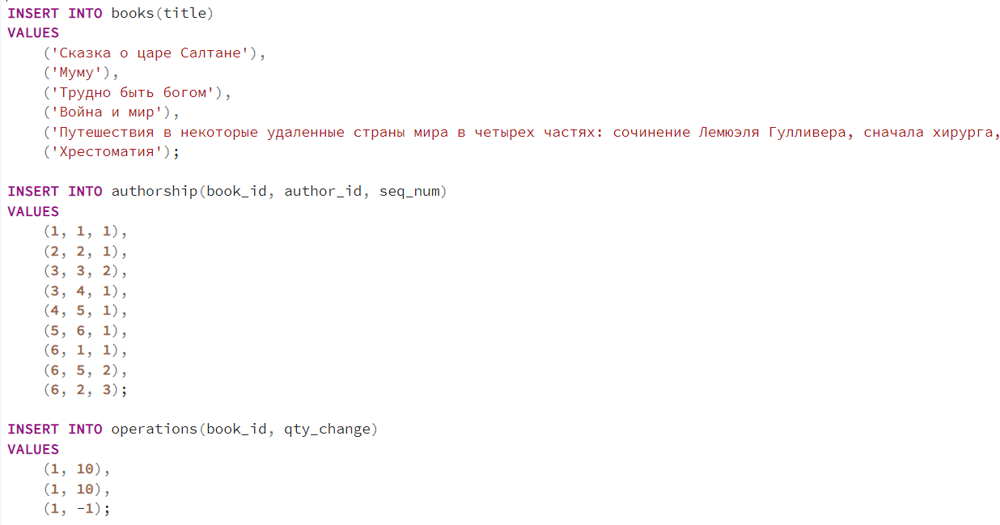 INSERT INTO books(title)
VALUES
('Сказка о царе Салтане'),
('Муму'),
('Трудно быть богом'),
('Война и мир'),
('Путешествия в некоторые удаленные страны мира в четырех частях: сочинение Лемюэля Гулливера, сначала хирурга,
('Хрестоматия');
INSERT INTO authorship(book_id, author_id, seq_num)
VALUES
(1, 1, 1),
(2, 2, 1),
(3, 3, 2),
(3, 4, 1),
(4, 5, 1),
(5, 6, 1),
(6, 1, 1),
(6, 5, 2),
(6, 2, 3);
INSERT INTO operations(book_id, qty_change)
VALUES
(1, 10),
(1, 10),
(1, -1);